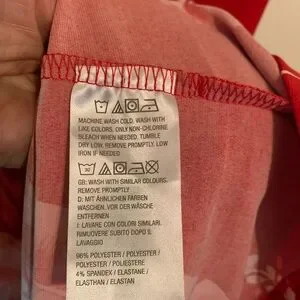 MACHINE WASH COLD. WASH WITH
LIKE COLORS. ONLY NON-CHLORINE
BLEACH WHEN NEEDED. TUMBLE
DRY LOW. REMOVE PROMPTLY. LOW
IRON IF NEEDED
30
GB: WASH WITH SIMILAR COLOURS.
REMOVE PROMPTLY
D: MIT ÄHNLICHEN FARBEN
WASCHEN. VOR DER WÄSCHE
ENTFERNEN
I: LAVARE CON COLORI SIMILARI.
RIMUOVERE SUBITO DOPO IL
LAVAGGIO
96% POLYESTER / POLYESTER /
POLYESTER / POLIESTERE
4% SPANDEX / ELASTANE /
ELASTHAN / ELASTAN